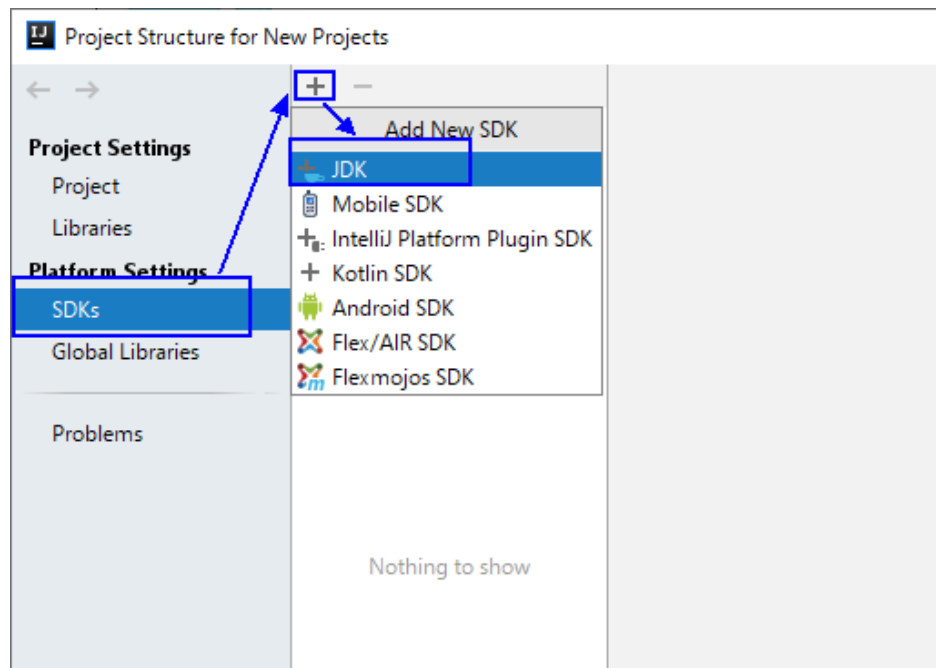 IJ
Project Structure for New Projects
Project Settings
Project
Libraries
Platform Settings
SDKs
Global Libraries
Problems
Add New SDK
JDK
Mobile SDK
IntelliJ Platform Plugin SDK
Kotlin SDK
Android SDK
Flex/AIR SDK
Flexmojos SDK
Nothing to show